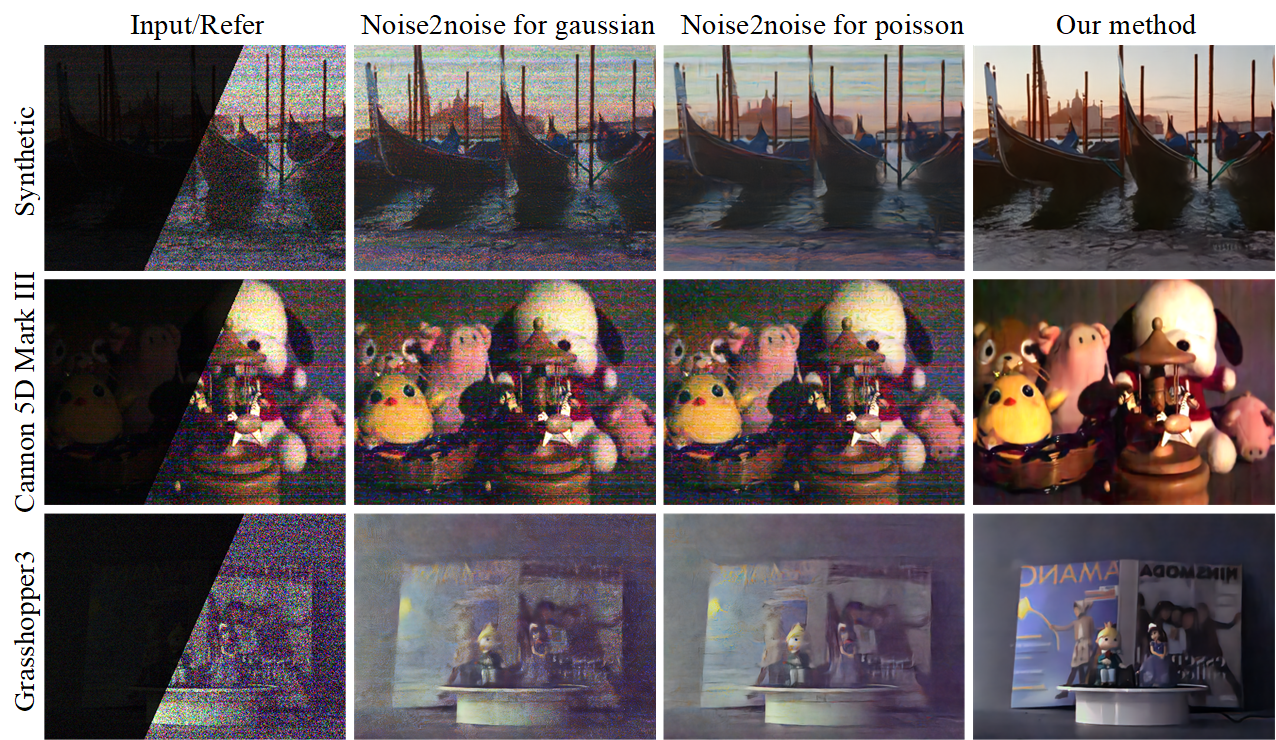 Input/Refer
Noise2noise for gaussian
Noise2noise for poisson
Our method
Synthetic
Cannon 5D Mark III
Grasshopper3